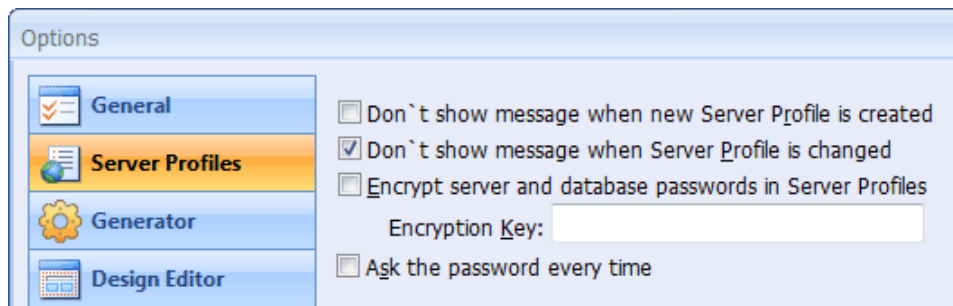 Options
General
Server Profiles
Generator
Design Editor
Don`t show message when new Server Profile is created
Don`t show message when Server Profile is changed
Encrypt server and database passwords in Server Profiles
Encryption Key:
Ask the password every time